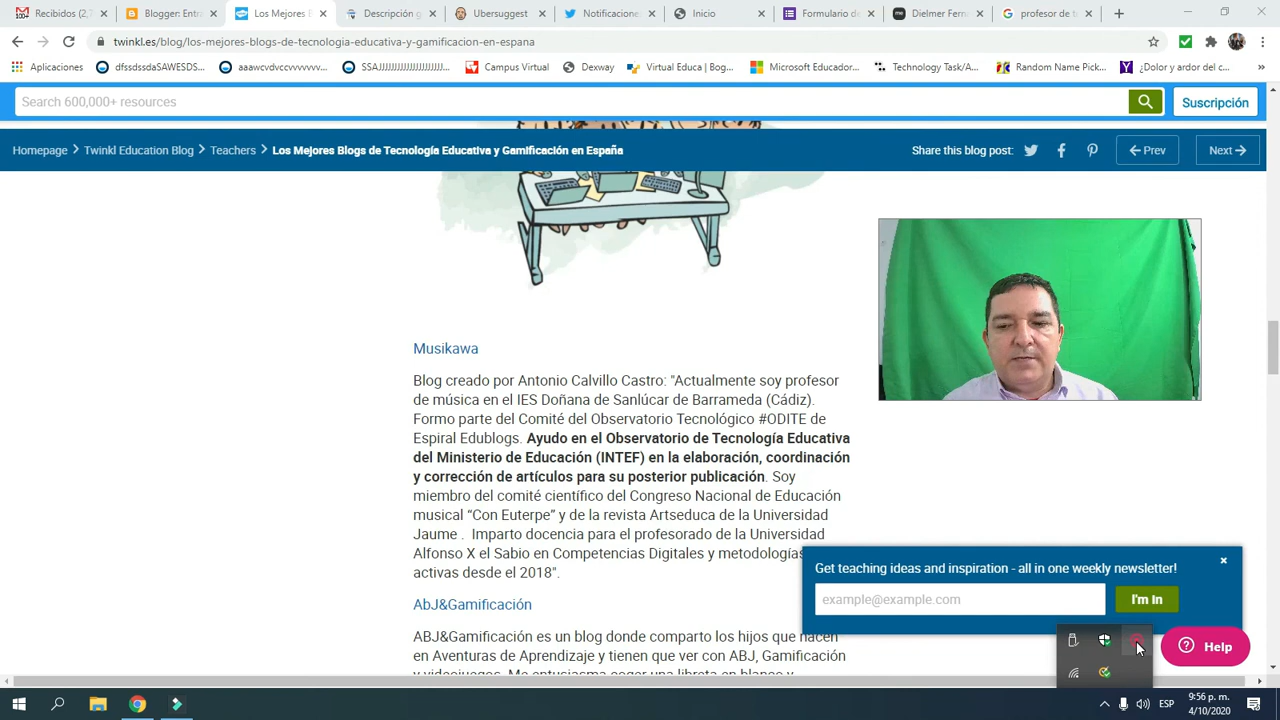 Recibidos (2:
Blogger: Entr
Los Mejores E
Descripción g
Ubersuggest
Notificacione
Inicio
Formulario de
Dielmer Ferna
profesor de t
twinkl.es/blog/los-mejores-blogs-de-tecnologia-educativa-y-gamificacion-en-espana
Aplicaciones
dfssdssdaSAWESDS...
aaawcvdvccvvvvvvv...
Campus Virtual
Dexway
Virtual Educa | Bog...
Microsoft Educador...
Technology Task/A...
Random Name Pick...
¿Dolor y ardor del c...
Search 600,000+ resources
Suscripción
Homepage > Twinkl Education Blog > Teachers > Los Mejores Blogs de Tecnología Educativa y Gamificación en España
Share this blog post:
Prev
Next
Musikawa
Blog creado por Antonio Calvillo Castro: "Actualmente soy profesor
de música en el IES Doñana de Sanlúcar de Barrameda (Cádiz).
Formo parte del Comité del Observatorio Tecnológico #ODITE de
Espiral Edublogs. Ayudo en el Observatorio de Tecnología Educativa
del Ministerio de Educación (INTEF) en la elaboración, coordinación
y corrección de artículos para su posterior publicación. Soy
miembro del comité científico del Congreso Nacional de Educación
musical “Con Euterpe” y de la revista Artseduca de la Universidad
Jaume . Imparto docencia para el profesorado de la Universidad
Alfonso X el Sabio en Competencias Digitales y metodologías
activas desde el 2018".
AbJ&Gamificación
ABJ&Gamificación es un blog donde comparto los hijos que nacen
en Aventuras de Aprendizaje y tienen que ver con ABJ, Gamificación
y videojuegos. Me entusiasma coger una libreta en blanco y
Get teaching ideas and inspiration - all in one weekly newsletter!
example@example.com
I'm In
Help
ESP
9:56 p. m.
4/10/2020